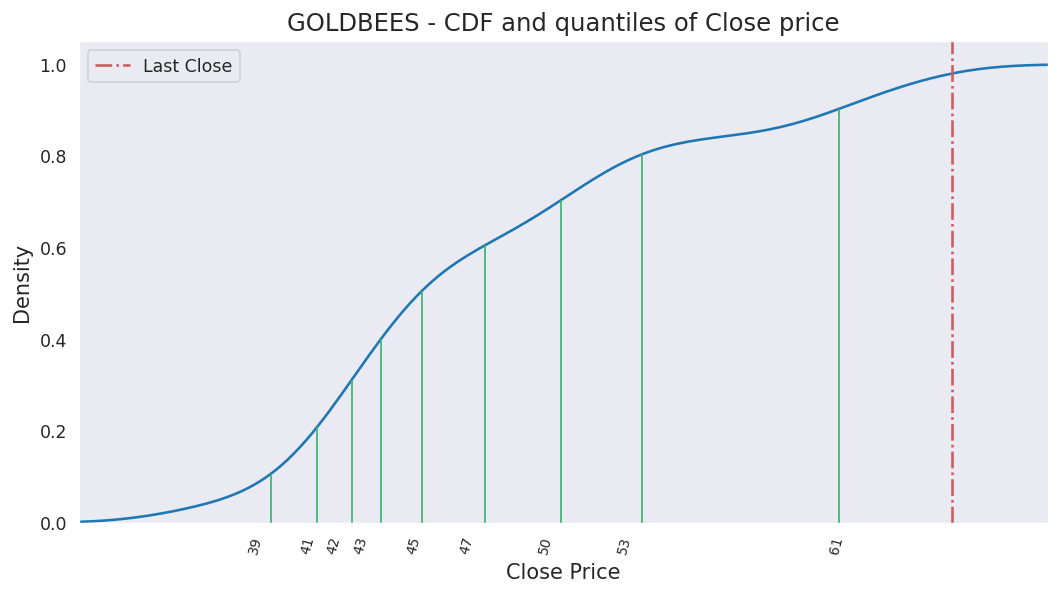 GOLDBEES - CDF and quantiles of Close price
Last Close
1.0
0.8
0.6
0.4
0.2
0.0
Density
39 41 42 43 45 47 50 53 61
Close Price